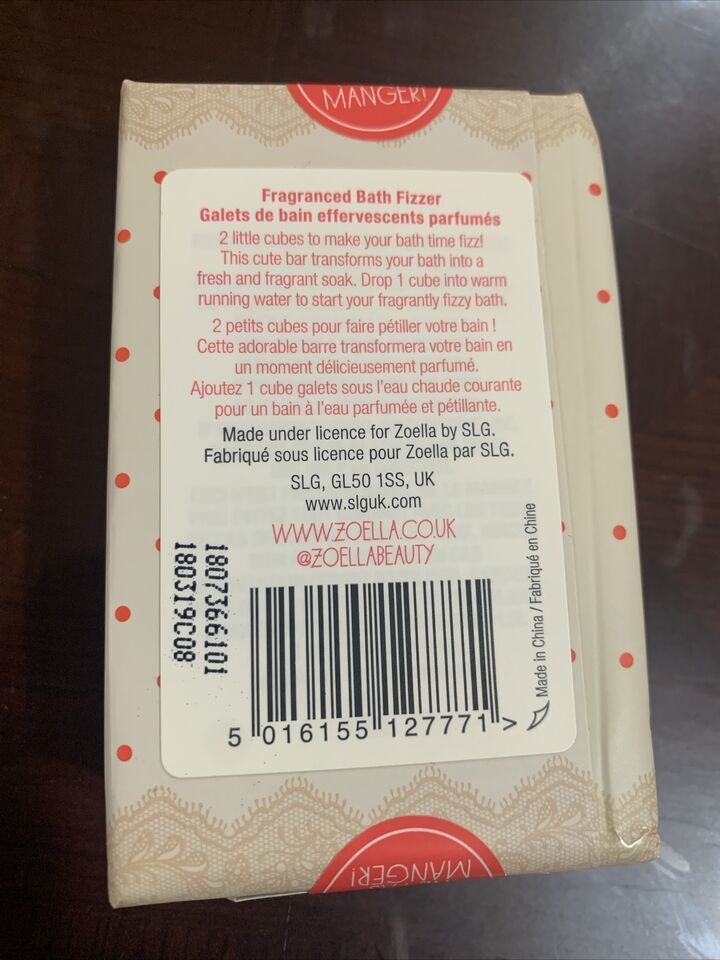 MANGER!
Fragranced Bath Fizzer
Galets de bain effervescents parfumés
2 little cubes to make your bath time fizz!
This cute bar transforms your bath into a
fresh and fragrant soak. Drop 1 cube into warm
running water to start your fragrantly fizzy bath.
2 petits cubes pour faire pétiller votre bain !
Cette adorable barre transformera votre bain en
un moment délicieusement parfumé.
Ajoutez 1 cube galets sous l'eau chaude courante
pour un bain à l'eau parfumée et pétillante.
Made under licence for Zoella by SLG.
Fabriqué sous licence pour Zoella par SLG.
SLG, GL50 1SS, UK
www.slguk.com
WWW.ZOELLA.CO.UK
@ZOELLABEAUTY
1807366101
180319C08
Made in China / Fabriqué en Chine
5 016155 127771 >
MANGER!